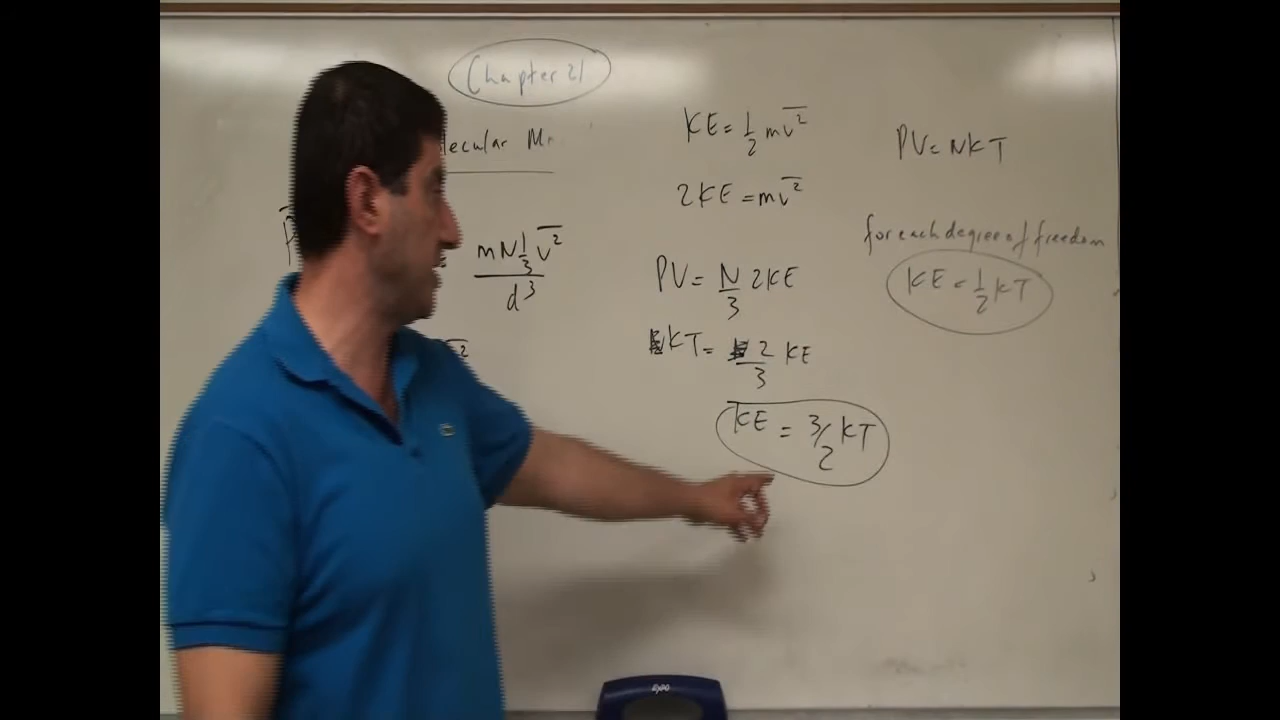 Chapter 21
lecular Mo
mN 1/3 v̅²
d³
KE = 1/2 mv̅²
2KE = mv̅²
PV = N/3 2KE
KT = 2/3 KE
KE = 3/2 KT
PV = NKT
for each degree of freedom
KE = 1/2 KT
EXPO